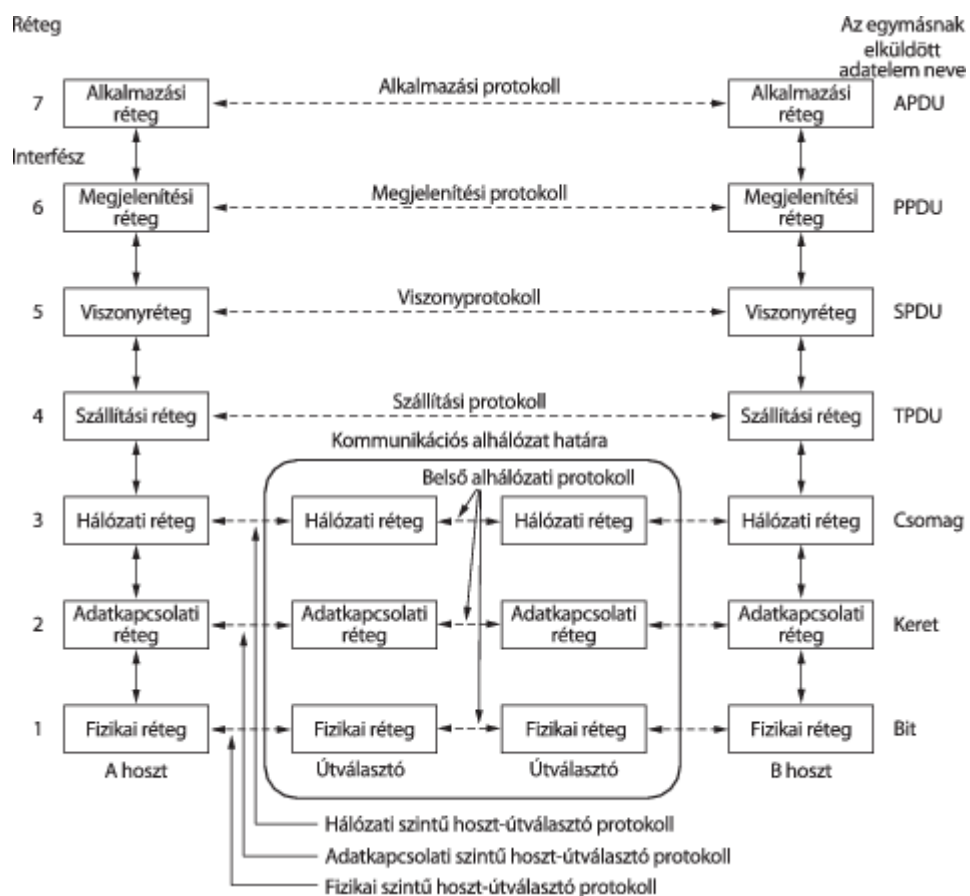 Réteg
Az egymásnak
elküldött
adatelem neve
7
Alkalmazási
réteg
Alkalmazási protokoll
Alkalmazási
réteg
APDU
Interfész
6
Megjelenítési
réteg
Megjelenítési protokoll
Megjelenítési
réteg
PPDU
5
Viszonyréteg
Viszonyprotokoll
Viszonyréteg
SPDU
4
Szállítási réteg
Szállítási protokoll
Szállítási réteg
TPDU
Kommunikációs alhálózat határa
Belső alhálózati protokoll
3
Hálózati réteg
Hálózati réteg
Hálózati réteg
Hálózati réteg
Csomag
2
Adatkapcsolati
réteg
Adatkapcsolati
réteg
Adatkapcsolati
réteg
Adatkapcsolati
réteg
Keret
1
Fizikai réteg
Fizikai réteg
Fizikai réteg
Fizikai réteg
Bit
A hoszt
Útválasztó
Útválasztó
B hoszt
Hálózati szintű hoszt-útválasztó protokoll
Adatkapcsolati szintű hoszt-útválasztó protokoll
Fizikai szintű hoszt-útválasztó protokoll